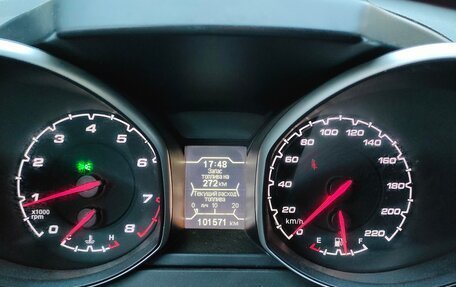 1 2 3 4 5 6 7 8
0
x1000
rpm
C H
17:48
Запас
топлива на
272 км
Текущий расход
топлива
0 л/ч 10 20
101571 км
0 20 40 60 80 100 120 140 160 180 200 220
km/h
E F